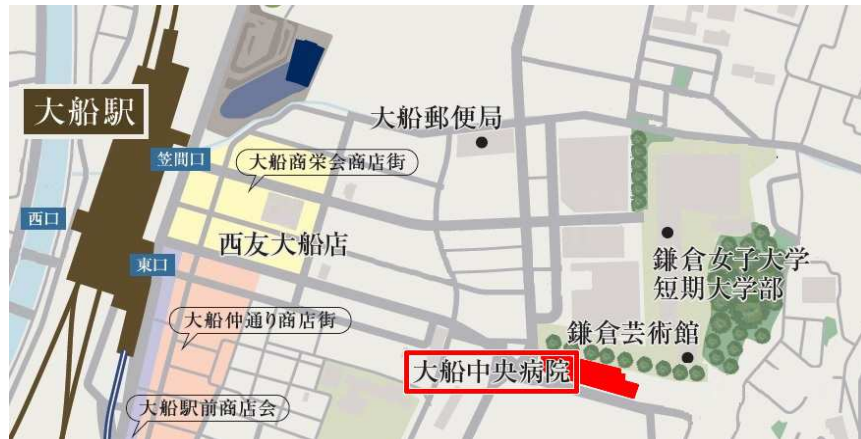 大船駅
大船郵便局
笠間口
大船商栄会商店街
西口
西友大船店
東口
鎌倉女子大学
短期大学部
大船仲通り商店街
鎌倉芸術館
大船中央病院
大船駅前商店会